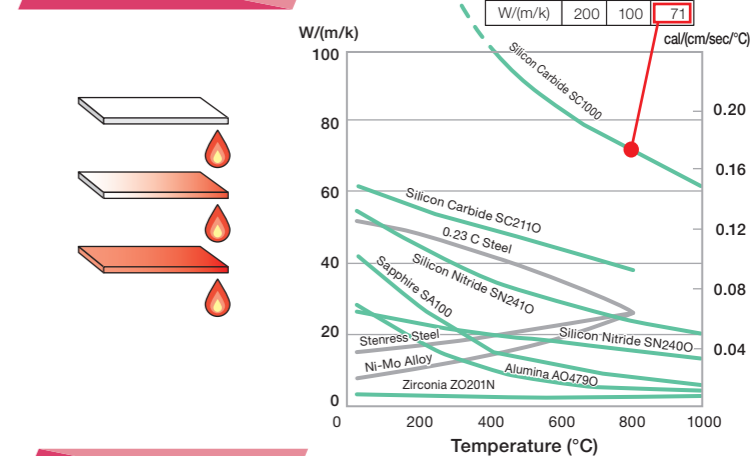 W/(m/k) 200 100 71
W/(m/k)
cal/(cm/sec/°C)
100
80
60
40
20
0
0.20
0.16
0.12
0.08
0.04
Silicon Carbide SC1000
Silicon Carbide SC211O
0.23 C Steel
Silicon Nitride SN241O
Sapphire SA100
Stenress Steel
Silicon Nitride SN240O
Ni-Mo Alloy
Alumina AO479O
Zirconia ZO201N
0 200 400 600 800 1000
Temperature (°C)